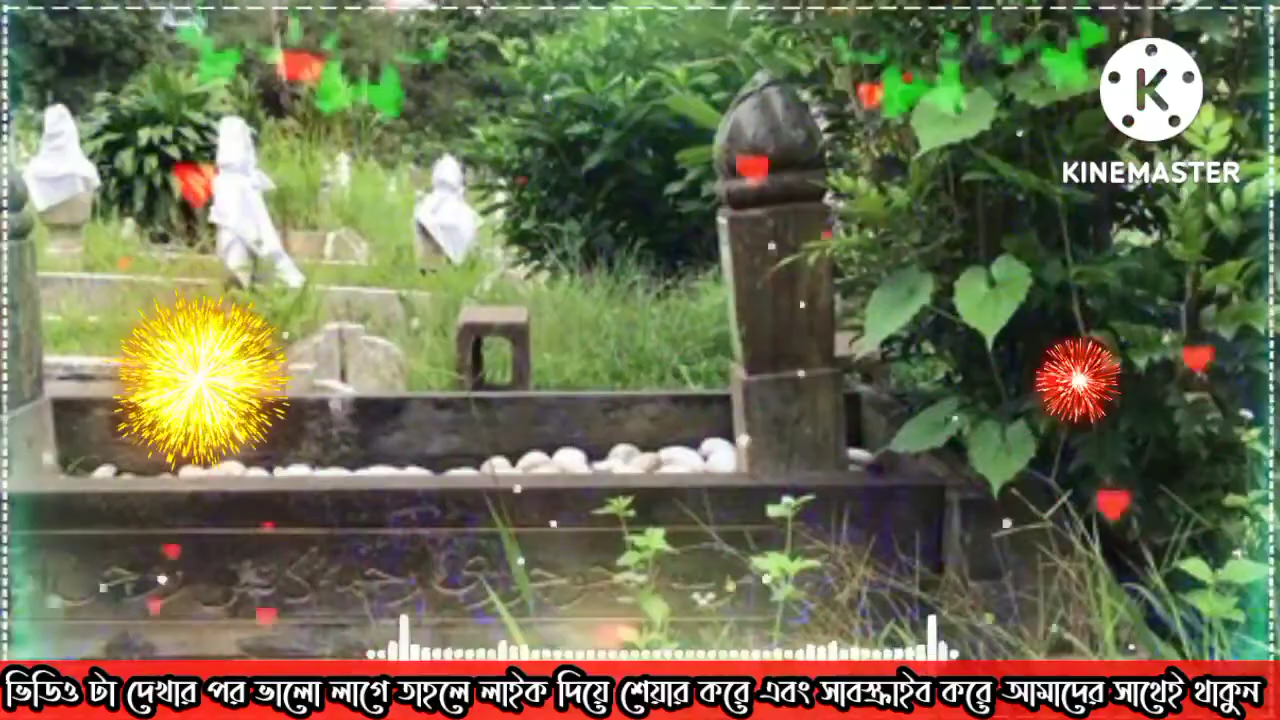 K
KINEMASTER
ভিডিও টা দেখার পর ভালো লাগে তাহলে লাইক দিয়ে শেয়ার করে এবং সাবস্ক্রাইব করে আমাদের সাথেই থাকুন